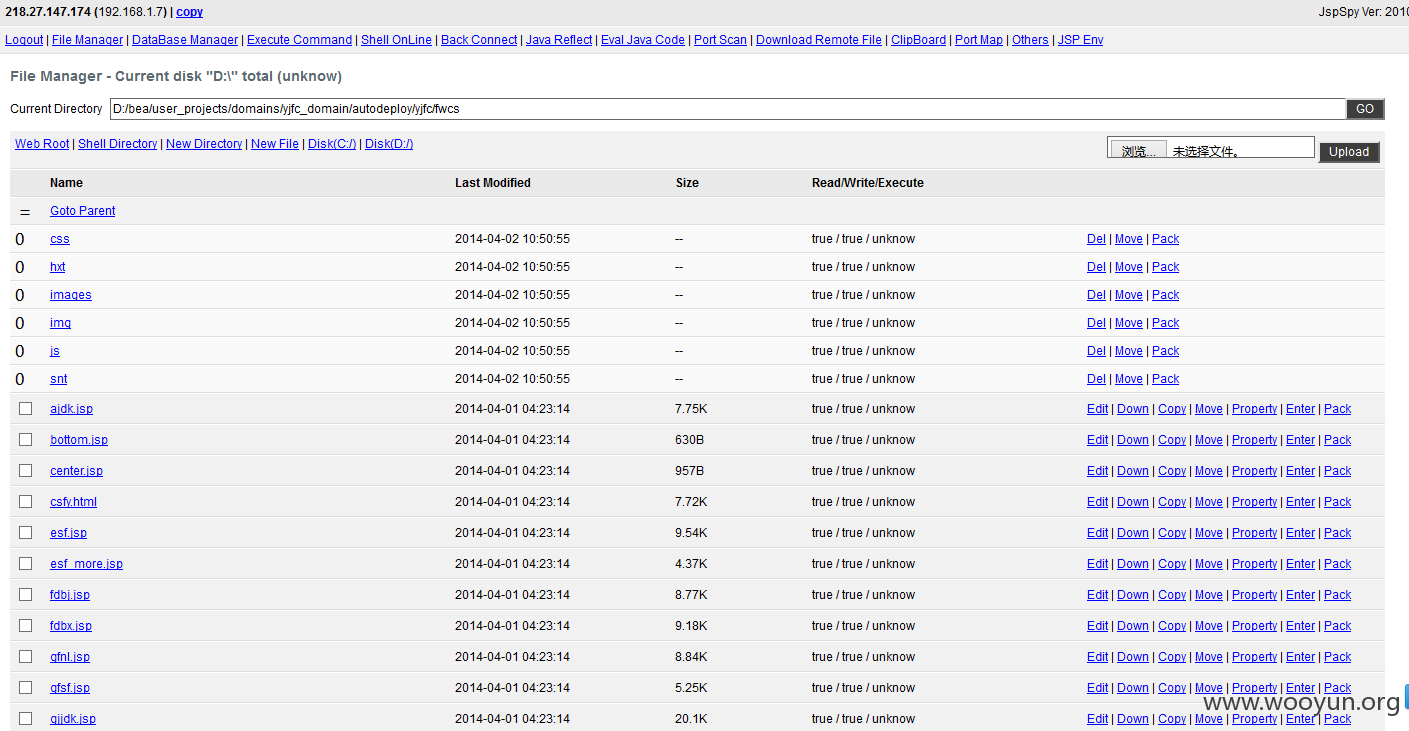 218.27.147.174 (192.168.1.7) | copy JspSpy Ver: 2010
Logout | File Manager | DataBase Manager | Execute Command | Shell OnLine | Back Connect | Java Reflect | Eval Java Code | Port Scan | Download Remote File | ClipBoard | Port Map | Others | JSP Env
File Manager - Current disk "D:\" total (unknow)
Current Directory D:/bea/user_projects/domains/yjfc_domain/autodeploy/yjfc/fwcs GO
Web Root | Shell Directory | New Directory | New File | Disk(C:/) | Disk(D:/) 浏览... 未选择文件。 Upload
Name Last Modified Size Read/Write/Execute
= Goto Parent
0 css 2014-04-02 10:50:55 -- true / true / unknow Del | Move | Pack
0 hxt 2014-04-02 10:50:55 -- true / true / unknow Del | Move | Pack
0 images 2014-04-02 10:50:55 -- true / true / unknow Del | Move | Pack
0 img 2014-04-02 10:50:55 -- true / true / unknow Del | Move | Pack
0 js 2014-04-02 10:50:55 -- true / true / unknow Del | Move | Pack
0 snt 2014-04-02 10:50:55 -- true / true / unknow Del | Move | Pack
ajdk.jsp 2014-04-01 04:23:14 7.75K true / true / unknow Edit | Down | Copy | Move | Property | Enter | Pack
bottom.jsp 2014-04-01 04:23:14 630B true / true / unknow Edit | Down | Copy | Move | Property | Enter | Pack
center.jsp 2014-04-01 04:23:14 957B true / true / unknow Edit | Down | Copy | Move | Property | Enter | Pack
csfy.html 2014-04-01 04:23:14 7.72K true / true / unknow Edit | Down | Copy | Move | Property | Enter | Pack
esf.jsp 2014-04-01 04:23:14 9.54K true / true / unknow Edit | Down | Copy | Move | Property | Enter | Pack
esf_more.jsp 2014-04-01 04:23:14 4.37K true / true / unknow Edit | Down | Copy | Move | Property | Enter | Pack
fdbj.jsp 2014-04-01 04:23:14 8.77K true / true / unknow Edit | Down | Copy | Move | Property | Enter | Pack
fdbx.jsp 2014-04-01 04:23:14 9.18K true / true / unknow Edit | Down | Copy | Move | Property | Enter | Pack
gfnl.jsp 2014-04-01 04:23:14 8.84K true / true / unknow Edit | Down | Copy | Move | Property | Enter | Pack
gfsf.jsp 2014-04-01 04:23:14 5.25K true / true / unknow Edit | Down | Copy | Move | Property | Enter | Pack
gjjdk.jsp 2014-04-01 04:23:14 20.1K true / true / unknow Edit | Down | Copy | Move | Property | Enter | Pack
www.wooyun.org